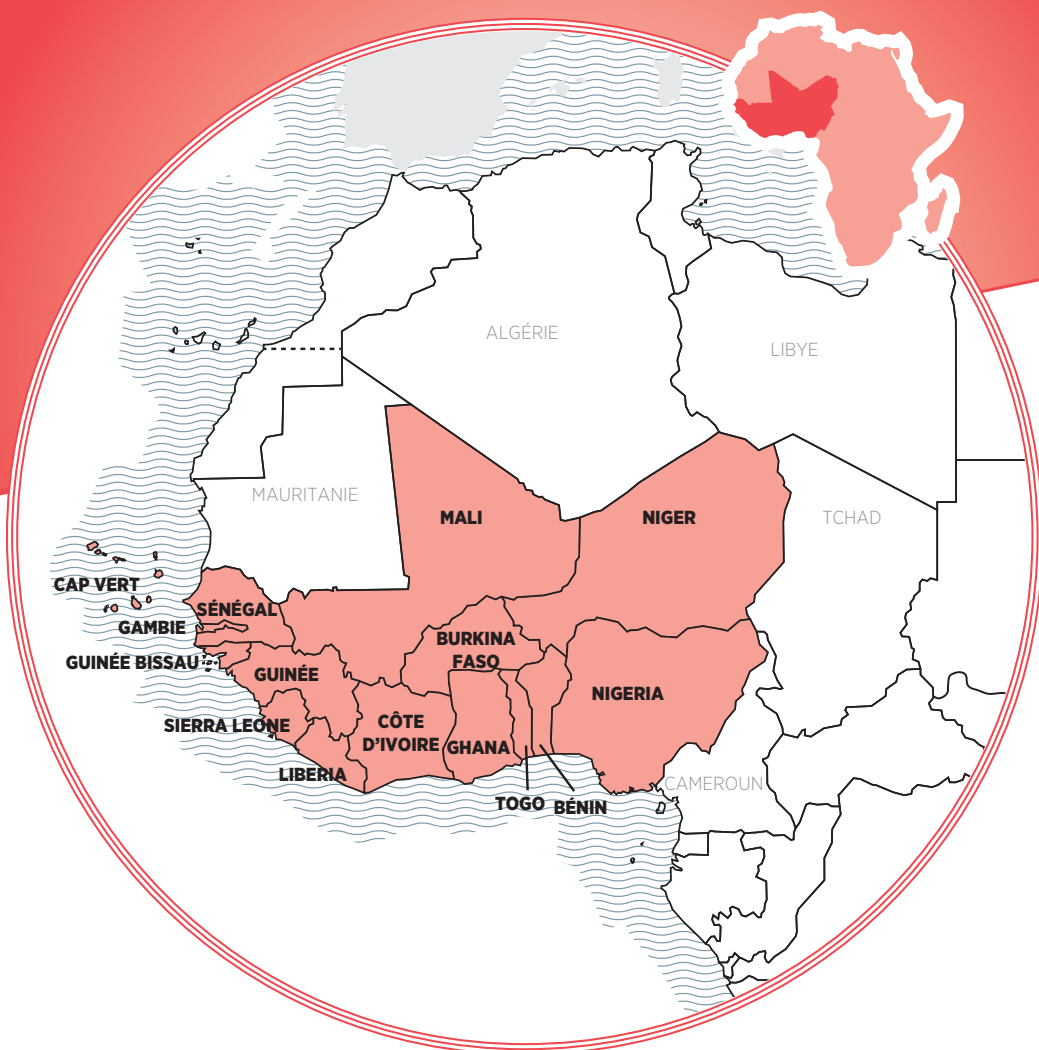 ALGÉRIE
LIBYE
MAURITANIE
MALI
NIGER
TCHAD
CAP VERT
SÉNÉGAL
GAMBIE
BURKINA
FASO
GUINÉE BISSAU
GUINÉE
NIGERIA
SIERRA LEONE
CÔTE
D'IVOIRE
GHANA
LIBERIA
CAMEROUN
TOGO
BÉNIN